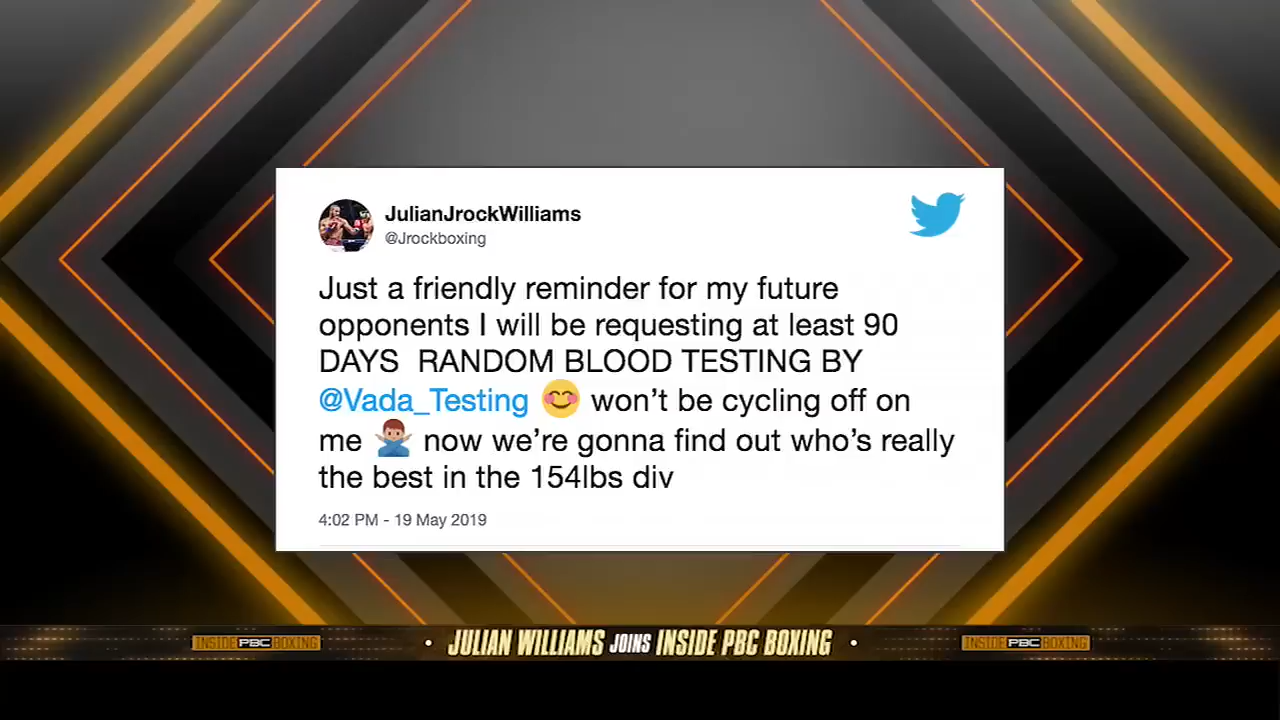 JulianJrockWilliams
@Jrockboxing
Just a friendly reminder for my future
opponents I will be requesting at least 90
DAYS  RANDOM BLOOD TESTING BY
@Vada_Testing 😊 won’t be cycling off on
me 🙅🏽‍♂️ now we’re gonna find out who’s really
the best in the 154lbs div
4:02 PM - 19 May 2019
INSIDE PBC BOXING
• JULIAN WILLIAMS JOINS INSIDE PBC BOXING •
INSIDE PBC BOXING